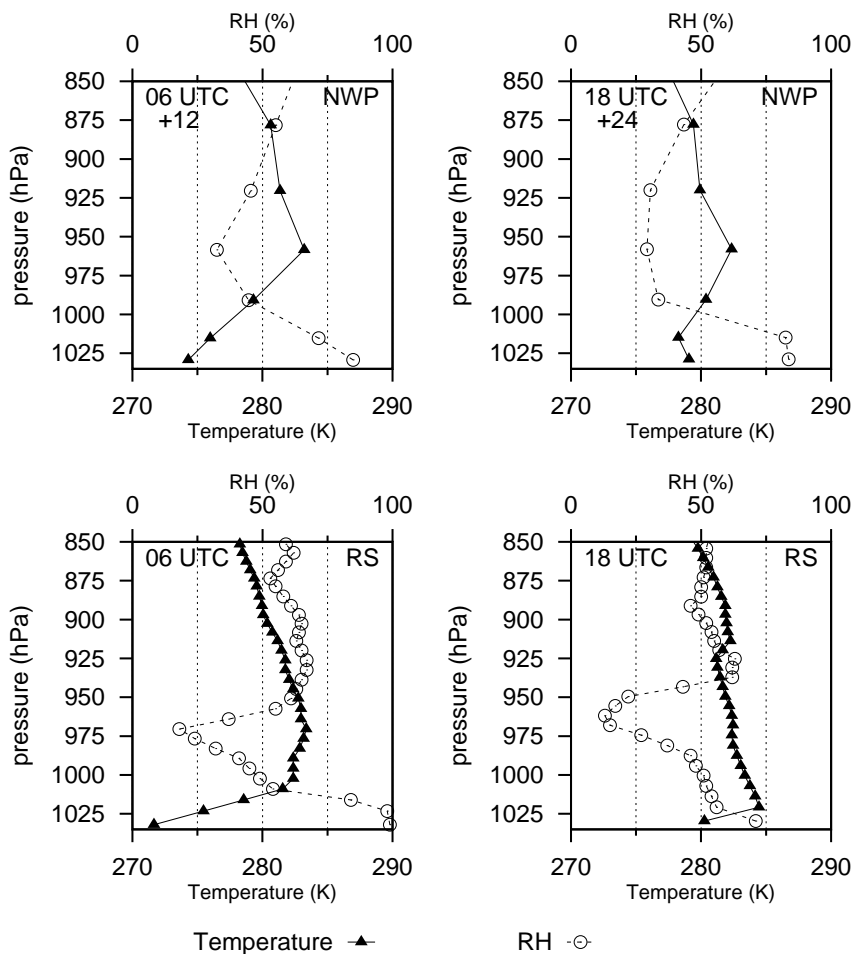 RH (%)
0 50 100
850
875
900
925
950
975
1000
1025
pressure (hPa)
06 UTC
+12
NWP
270 280 290
Temperature (K)
RH (%)
0 50 100
850
875
900
925
950
975
1000
1025
pressure (hPa)
18 UTC
+24
NWP
270 280 290
Temperature (K)
RH (%)
0 50 100
850
875
900
925
950
975
1000
1025
pressure (hPa)
06 UTC
RS
270 280 290
Temperature (K)
RH (%)
0 50 100
850
875
900
925
950
975
1000
1025
pressure (hPa)
18 UTC
RS
270 280 290
Temperature (K)
Temperature
RH